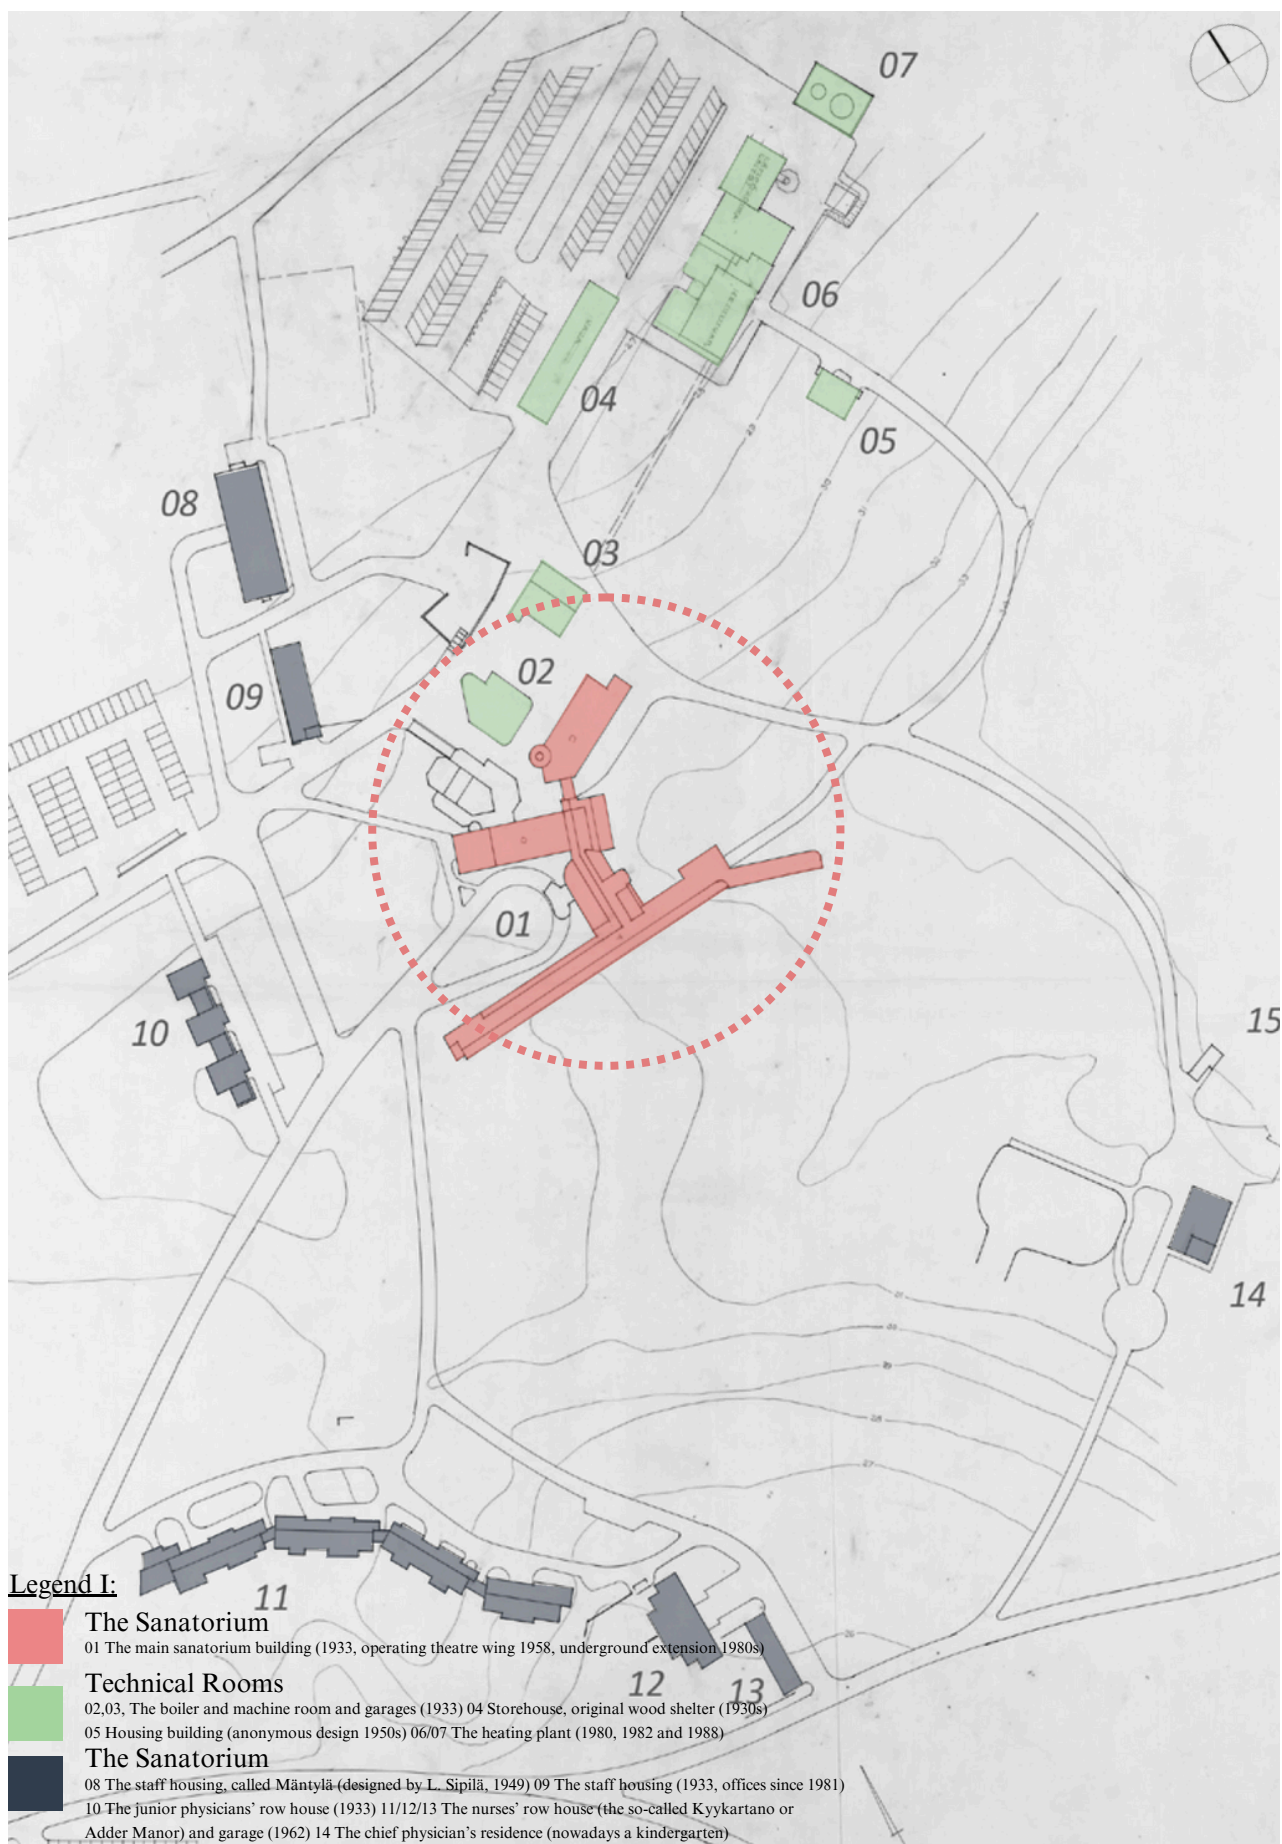 07
06
04
05
08
03
02
09
01
10
15
14
11
12
13
30
31
29
28
27
26
Legend I:
The Sanatorium
01 The main sanatorium building (1933, operating theatre wing 1958, underground extension 1980s)
Technical Rooms
02,03, The boiler and machine room and garages (1933) 04 Storehouse, original wood shelter (1930s)
05 Housing building (anonymous design 1950s) 06/07 The heating plant (1980, 1982 and 1988)
The Sanatorium
08 The staff housing, called Mäntylä (designed by L. Sipilä, 1949) 09 The staff housing (1933, offices since 1981)
10 The junior physicians’ row house (1933) 11/12/13 The nurses’ row house (the so-called Kyykartano or
Adder Manor) and garage (1962) 14 The chief physician’s residence (nowadays a kindergarten)